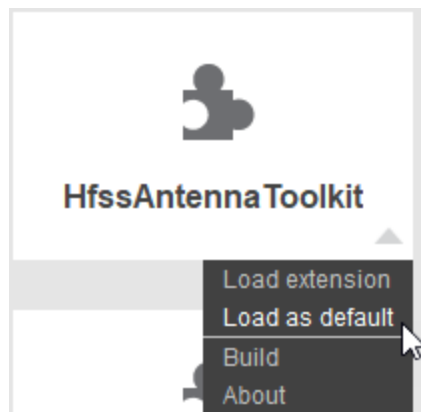 HfssAntennaToolkit
Load extension
Load as default
Build
About